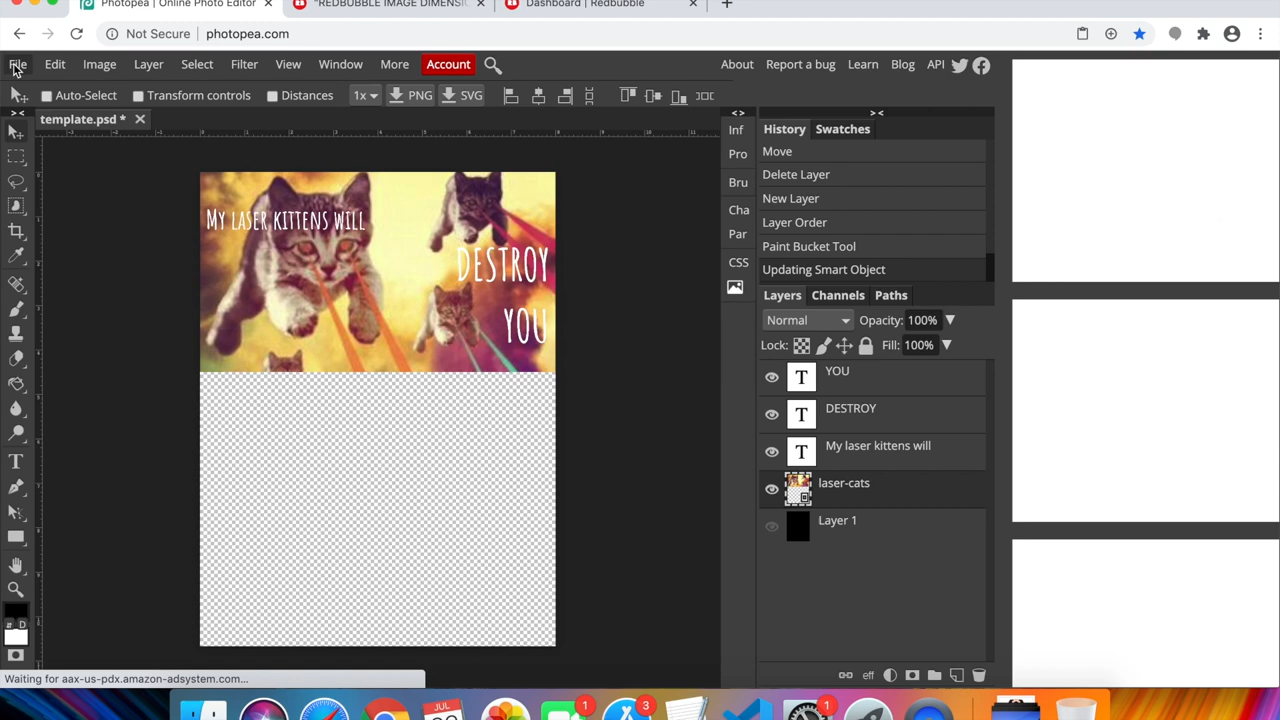 Photopea | Online Photo Editor
"REDBUBBLE IMAGE DIMENSI
Dashboard | Redbubble
Not Secure photopea.com
File Edit Image Layer Select Filter View Window More Account About Report a bug Learn Blog API
Auto-Select Transform controls Distances 1x PNG SVG
template.psd *
My laser kittens will
DESTROY
YOU
Inf
Pro
Bru
Cha
Par
CSS
History Swatches
Move
Delete Layer
New Layer
Layer Order
Paint Bucket Tool
Updating Smart Object
Layers Channels Paths
Normal Opacity: 100%
Lock: Fill: 100%
T YOU
T DESTROY
T My laser kittens will
laser-cats
Layer 1
eff
T
D
Waiting for aax-us-pdx.amazon-adsystem.com...
JUL
1
3
1